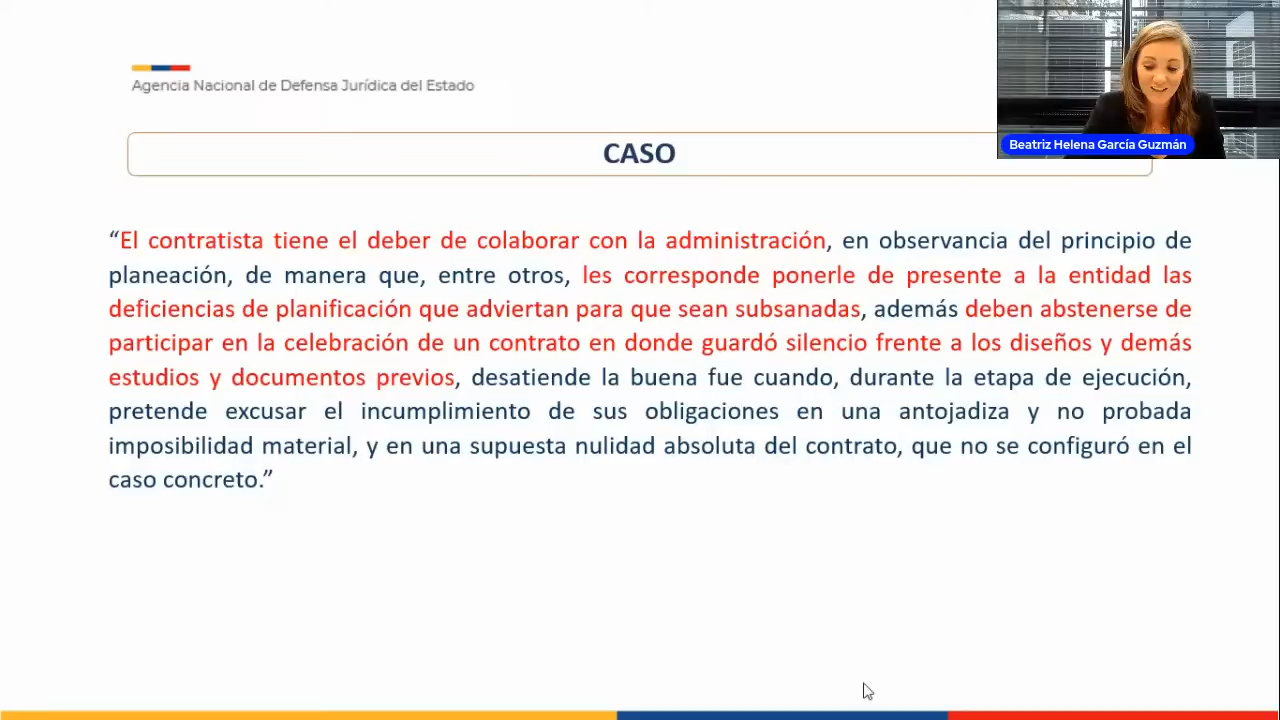 Agencia Nacional de Defensa Jurídica del Estado
Beatriz Helena García Guzmán
CASO
“El contratista tiene el deber de colaborar con la administración, en observancia del principio de
planeación, de manera que, entre otros, les corresponde ponerle de presente a la entidad las
deficiencias de planificación que adviertan para que sean subsanadas, además deben abstenerse de
participar en la celebración de un contrato en donde guardó silencio frente a los diseños y demás
estudios y documentos previos, desatiende la buena fue cuando, durante la etapa de ejecución,
pretende excusar el incumplimiento de sus obligaciones en una antojadiza y no probada
imposibilidad material, y en una supuesta nulidad absoluta del contrato, que no se configuró en el
caso concreto.”